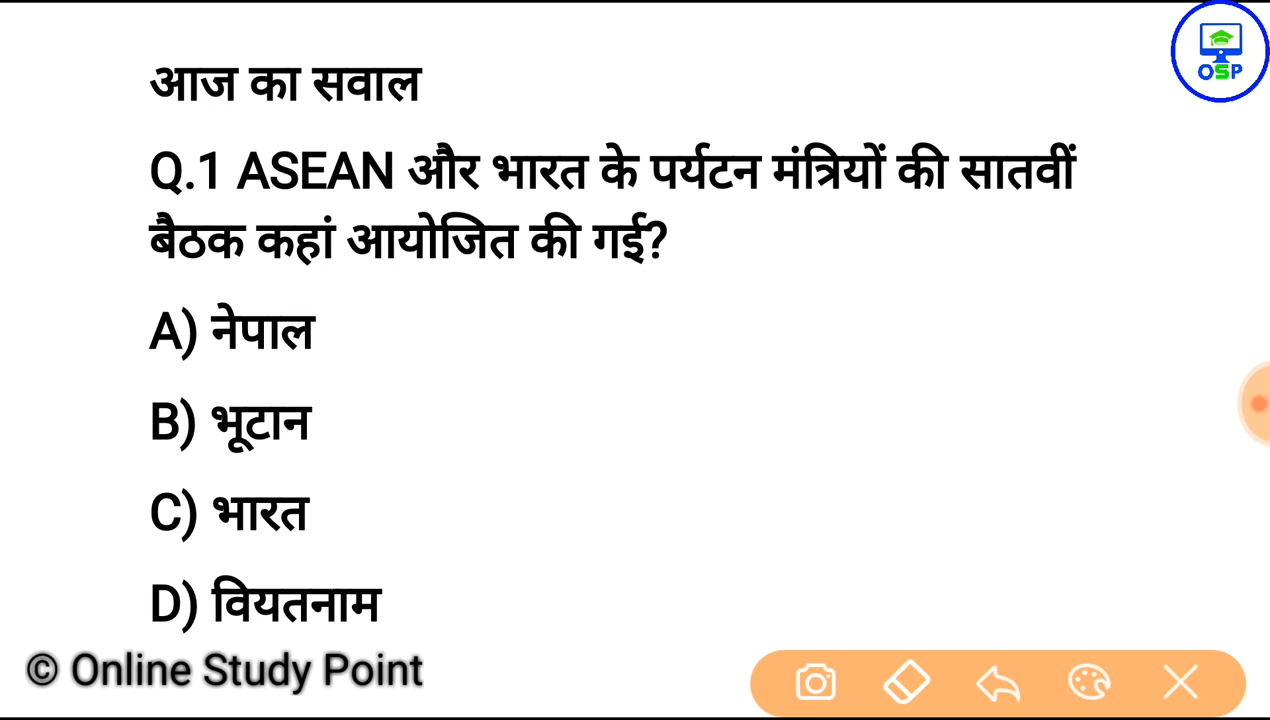 OSP
आज का सवाल
Q.1 ASEAN और भारत के पर्यटन मंत्रियों की सातवीं
बैठक कहां आयोजित की गई?
A) नेपाल
B) भूटान
C) भारत
D) वियतनाम
© Online Study Point